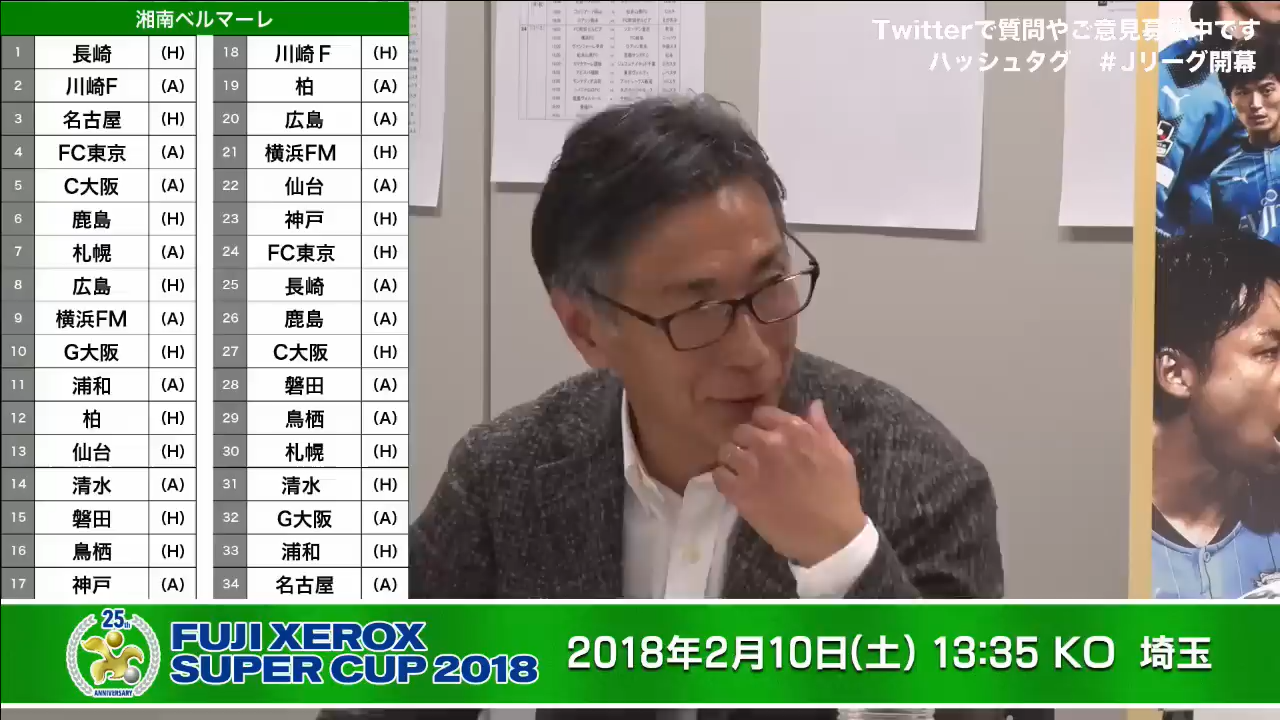 湘南ベルマーレ
1 長崎 (H) 18 川崎F (H)
2 川崎F (A) 19 柏 (A)
3 名古屋 (H) 20 広島 (A)
4 FC東京 (A) 21 横浜FM (H)
5 C大阪 (A) 22 仙台 (A)
6 鹿島 (H) 23 神戸 (H)
7 札幌 (A) 24 FC東京 (H)
8 広島 (H) 25 長崎 (A)
9 横浜FM (A) 26 鹿島 (A)
10 G大阪 (H) 27 C大阪 (H)
11 浦和 (A) 28 磐田 (A)
12 柏 (H) 29 鳥栖 (A)
13 仙台 (H) 30 札幌 (H)
14 清水 (A) 31 清水 (H)
15 磐田 (H) 32 G大阪 (A)
16 鳥栖 (H) 33 浦和 (H)
17 神戸 (A) 34 名古屋 (A)
Twitterで質問やご意見募集中です
ハッシュタグ #Jリーグ開幕
25th
ANNIVERSARY
FUJI XEROX
SUPER CUP 2018
2018年2月10日(土) 13:35 KO 埼玉